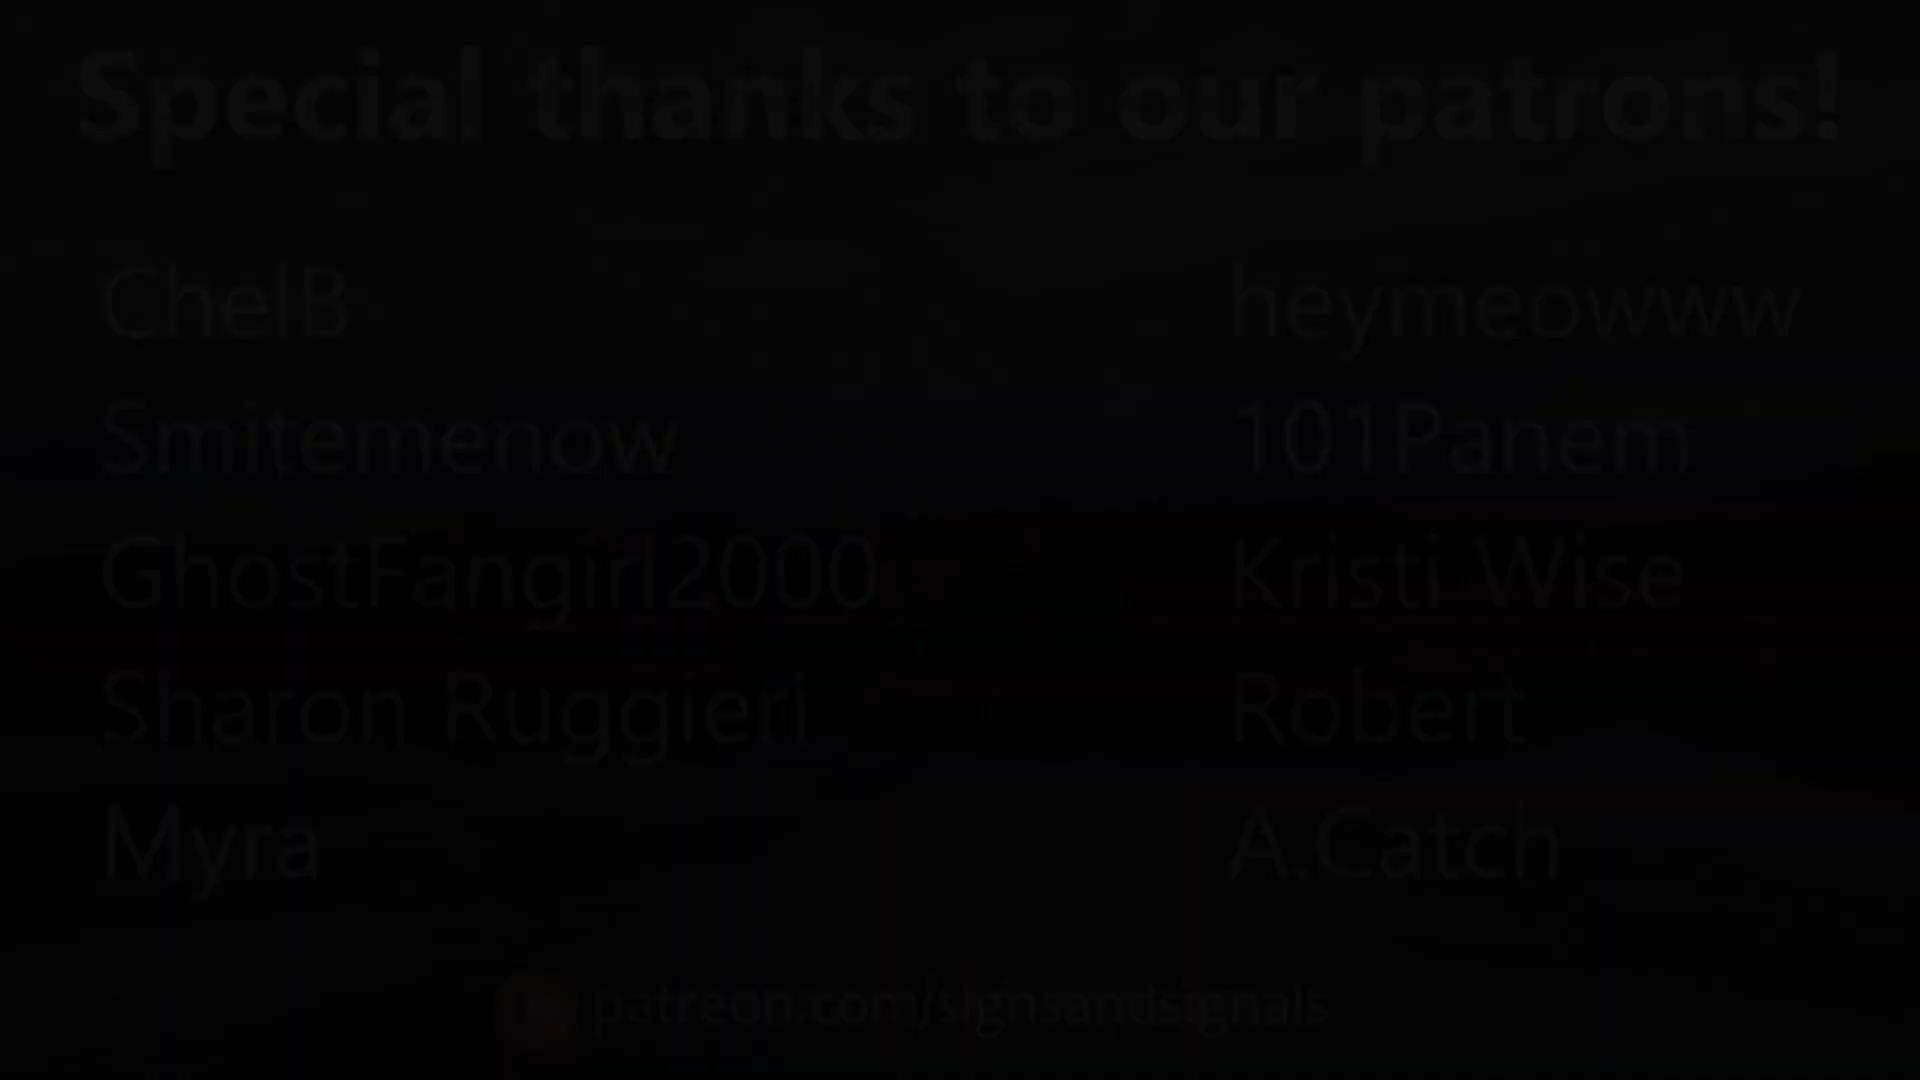 Special thanks to our patrons!
ChelB
heymeowww
Smitemenow
101Panem
GhostFangirl2000
Kristi Wise
Sharon Ruggieri
Robert
Myra
A.Catch
patreon.com/signsandsignals